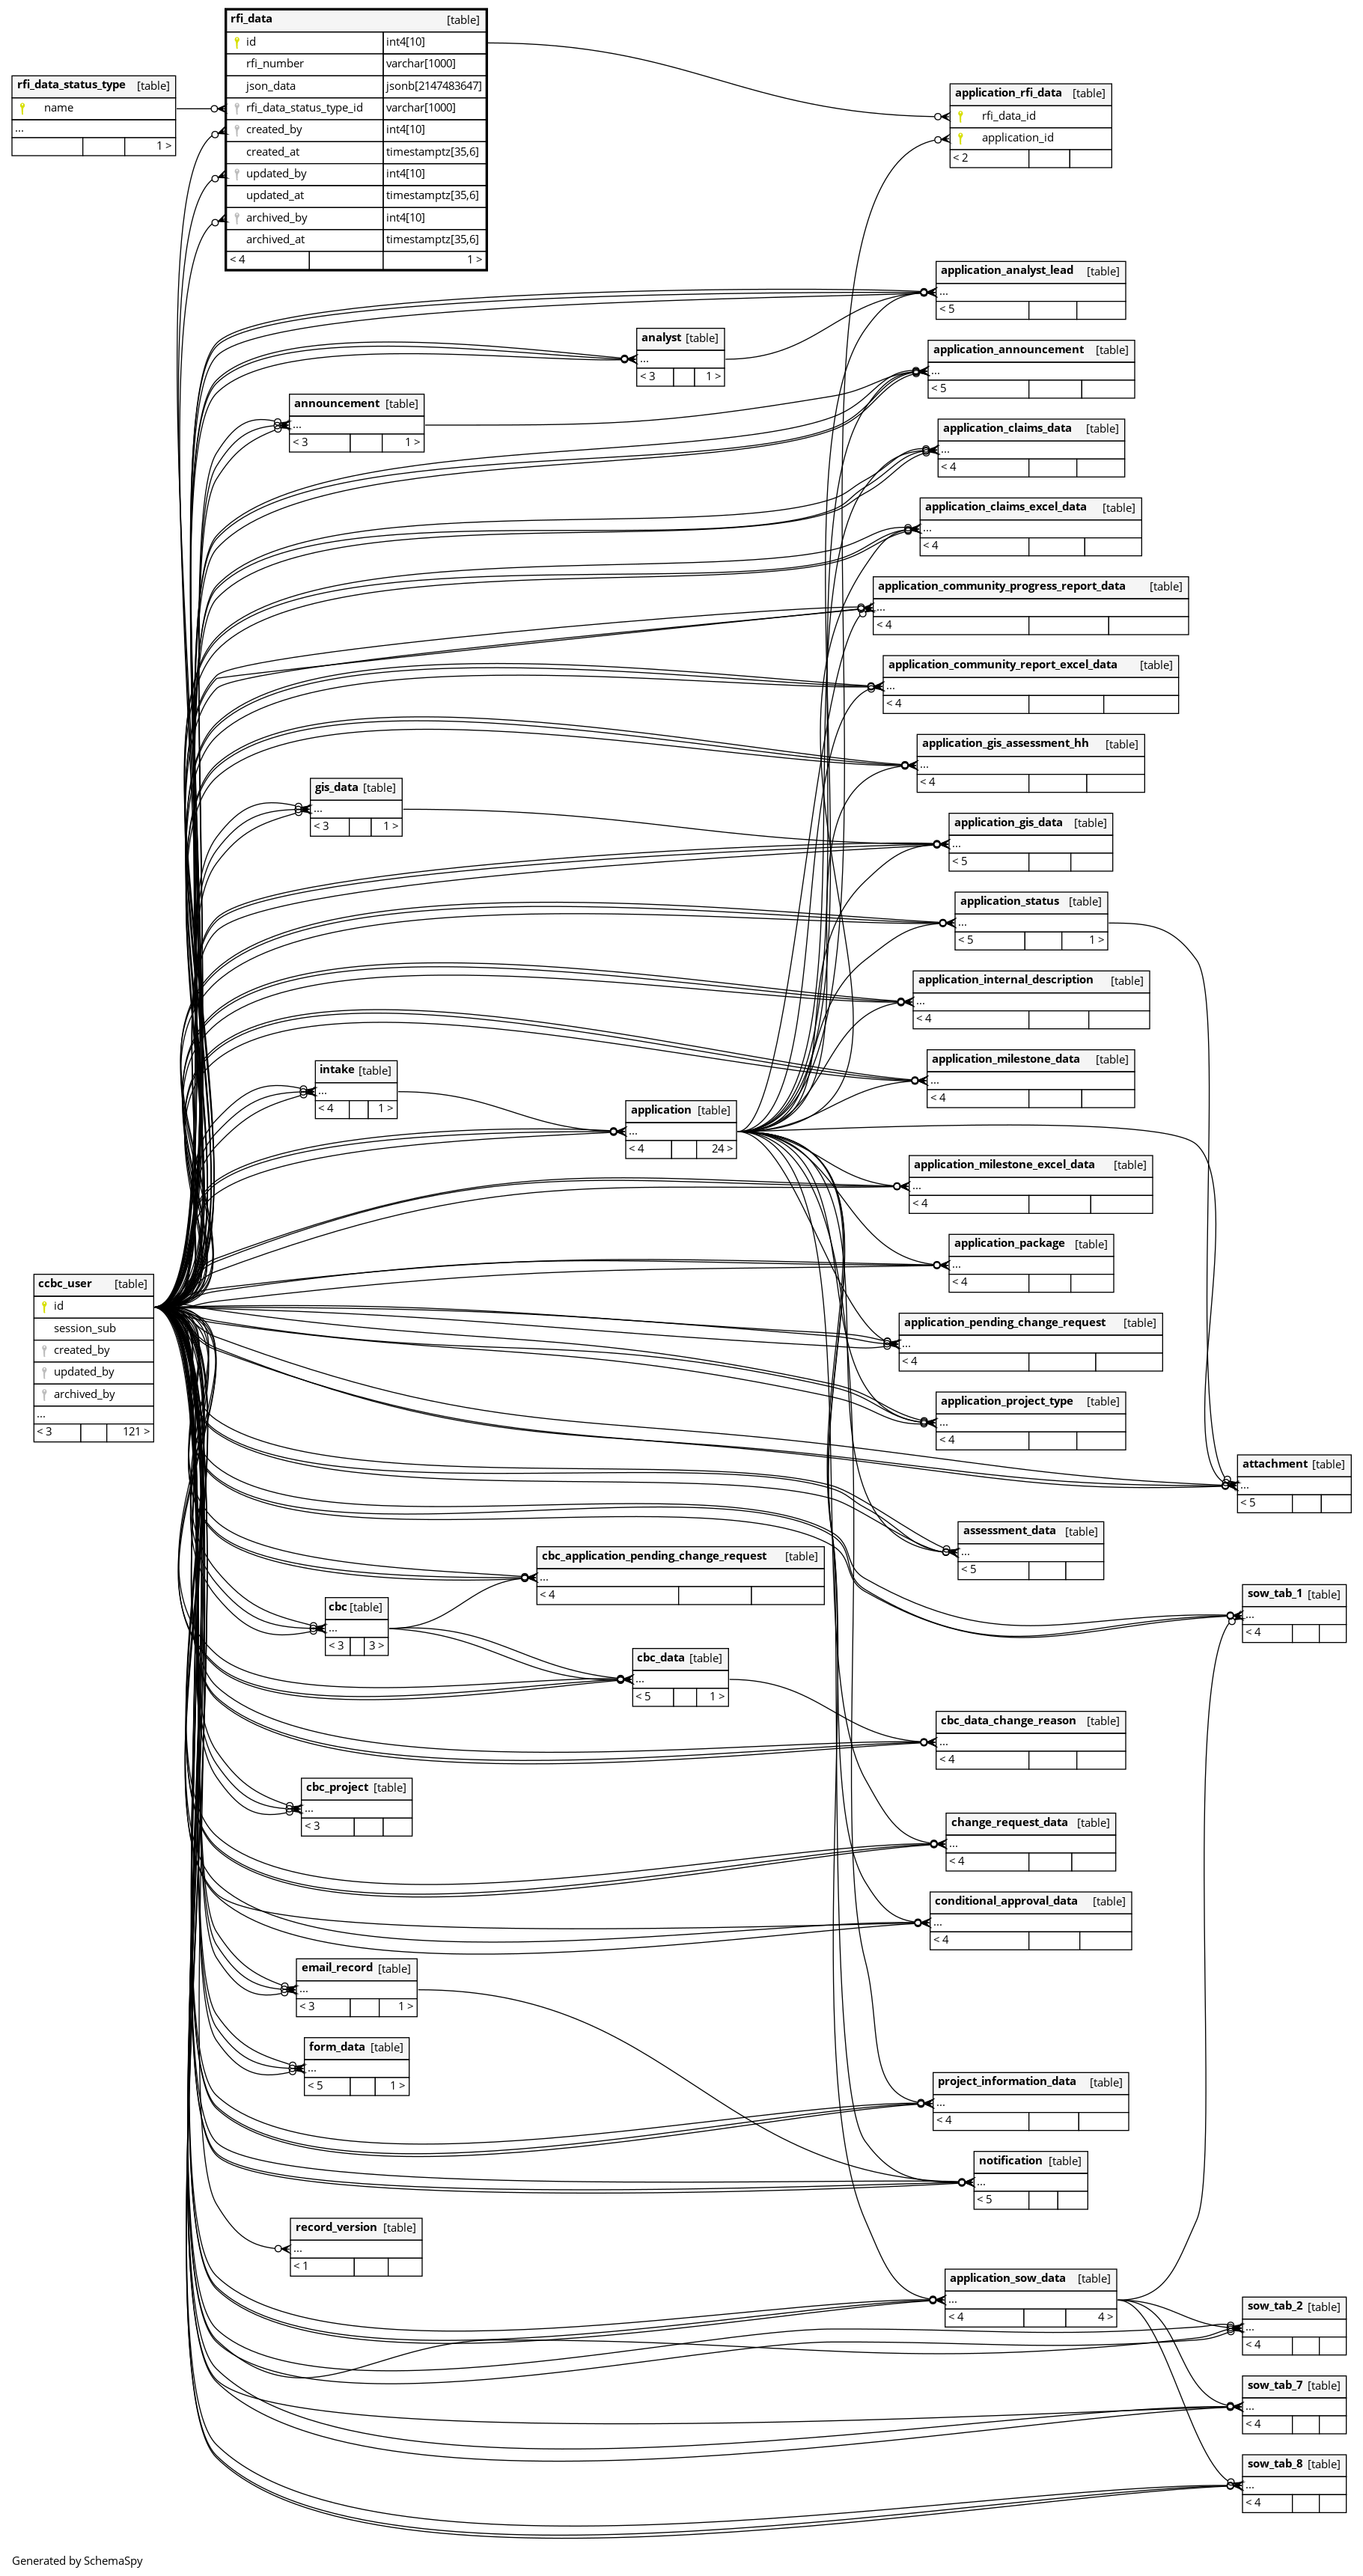 rfi_data [table]
id int4[10]
rfi_number varchar[1000]
json_data jsonb[2147483647]
rfi_data_status_type_id varchar[1000]
created_by int4[10]
created_at timestamptz[35,6]
updated_by int4[10]
updated_at timestamptz[35,6]
archived_by int4[10]
archived_at timestamptz[35,6]
< 4 1 >
rfi_data_status_type [table]
name
...
1 >
application_rfi_data [table]
rfi_data_id
application_id
< 2
application_analyst_lead [table]
...
< 5
analyst [table]
...
< 3 1 >
application_announcement [table]
...
< 5
announcement [table]
...
< 3 1 >
application_claims_data [table]
...
< 4
application_claims_excel_data [table]
...
< 4
application_community_progress_report_data [table]
...
< 4
application_community_report_excel_data [table]
...
< 4
application_gis_assessment_hh [table]
...
< 4
gis_data [table]
...
< 3 1 >
application_gis_data [table]
...
< 5
application_status [table]
...
< 5 1 >
application_internal_description [table]
...
< 4
application_milestone_data [table]
...
< 4
intake [table]
...
< 4 1 >
application [table]
...
< 4 24 >
application_milestone_excel_data [table]
...
< 4
application_package [table]
...
< 4
ccbc_user [table]
id
session_sub
created_by
updated_by
archived_by
...
< 3 121 >
application_pending_change_request [table]
...
< 4
application_project_type [table]
...
< 4
attachment [table]
...
< 5
assessment_data [table]
...
< 5
cbc_application_pending_change_request [table]
...
< 4
sow_tab_1 [table]
...
< 4
cbc [table]
...
< 3 3 >
cbc_data [table]
...
< 5 1 >
cbc_data_change_reason [table]
...
< 4
cbc_project [table]
...
< 3
change_request_data [table]
...
< 4
conditional_approval_data [table]
...
< 4
email_record [table]
...
< 3 1 >
form_data [table]
...
< 5 1 >
project_information_data [table]
...
< 4
notification [table]
...
< 5
record_version [table]
...
< 1
application_sow_data [table]
...
< 4 4 >
sow_tab_2 [table]
...
< 4
sow_tab_7 [table]
...
< 4
sow_tab_8 [table]
...
< 4
Generated by SchemaSpy